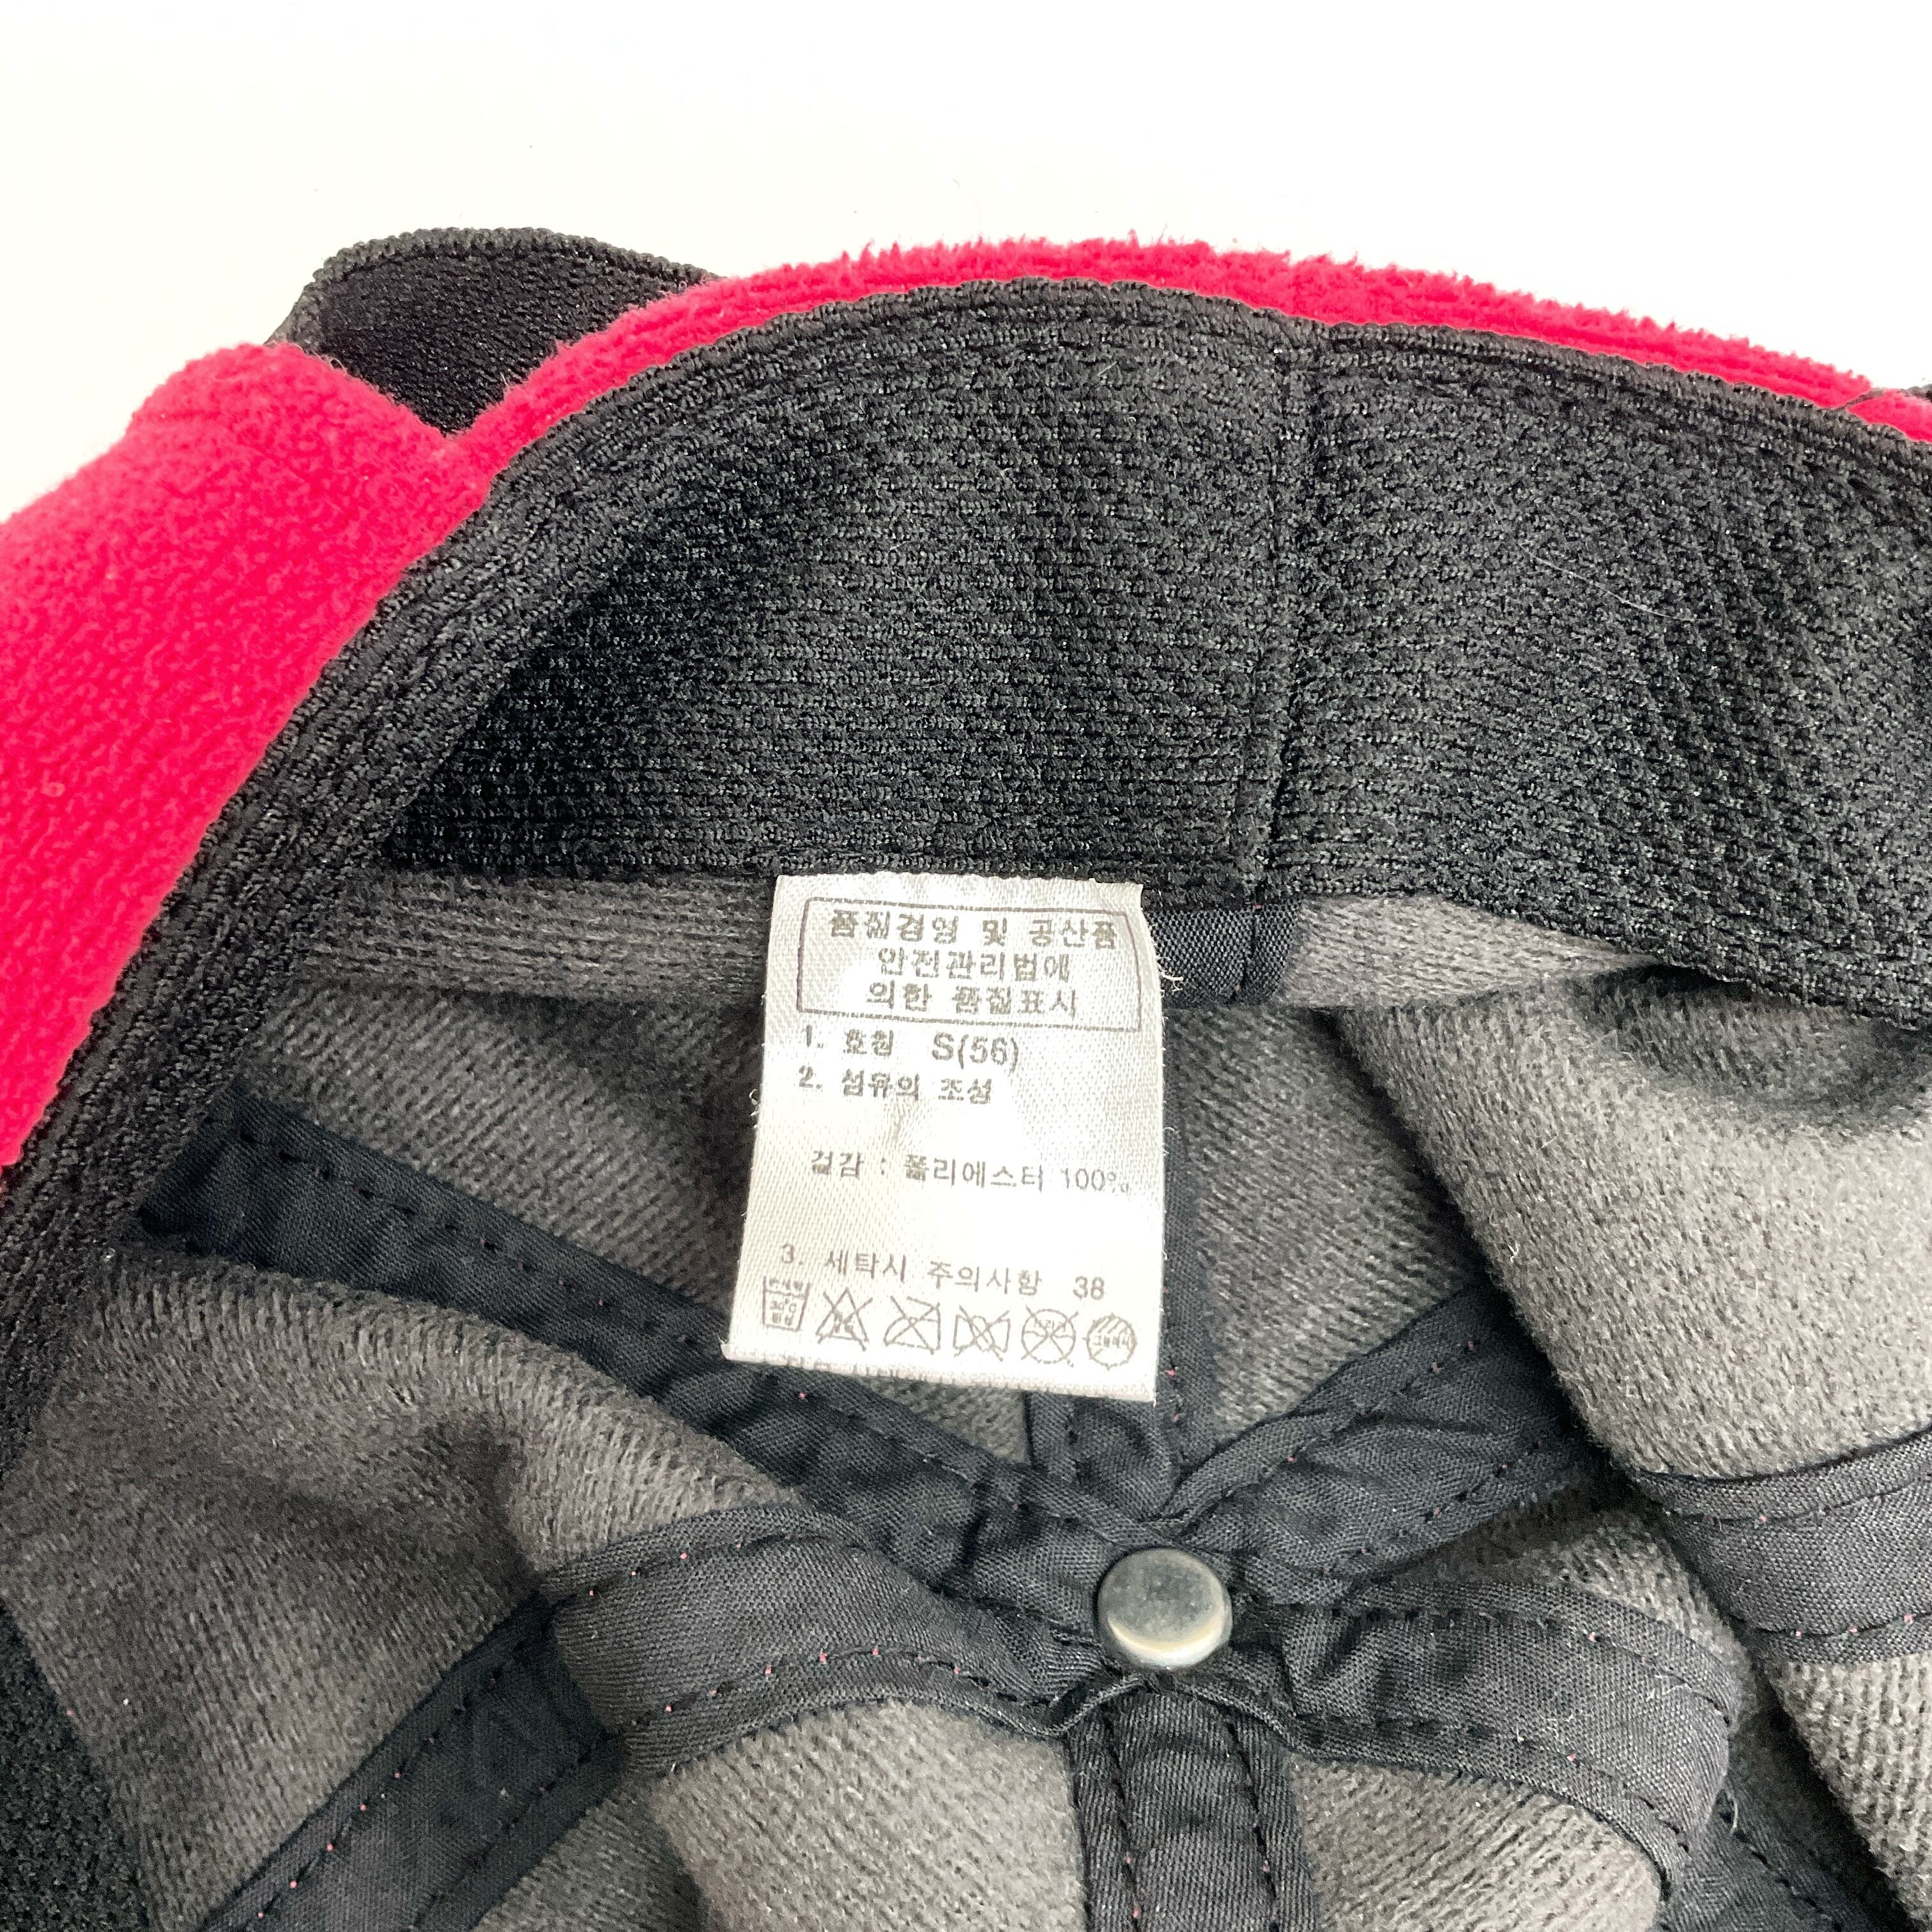 품질경영 및 공산품
안전관리법에
의한 품질표시
1. 호칭 S(56)
2. 섬유의 조성
겉감 : 폴리에스터 100%
3. 세탁시 주의사항 38